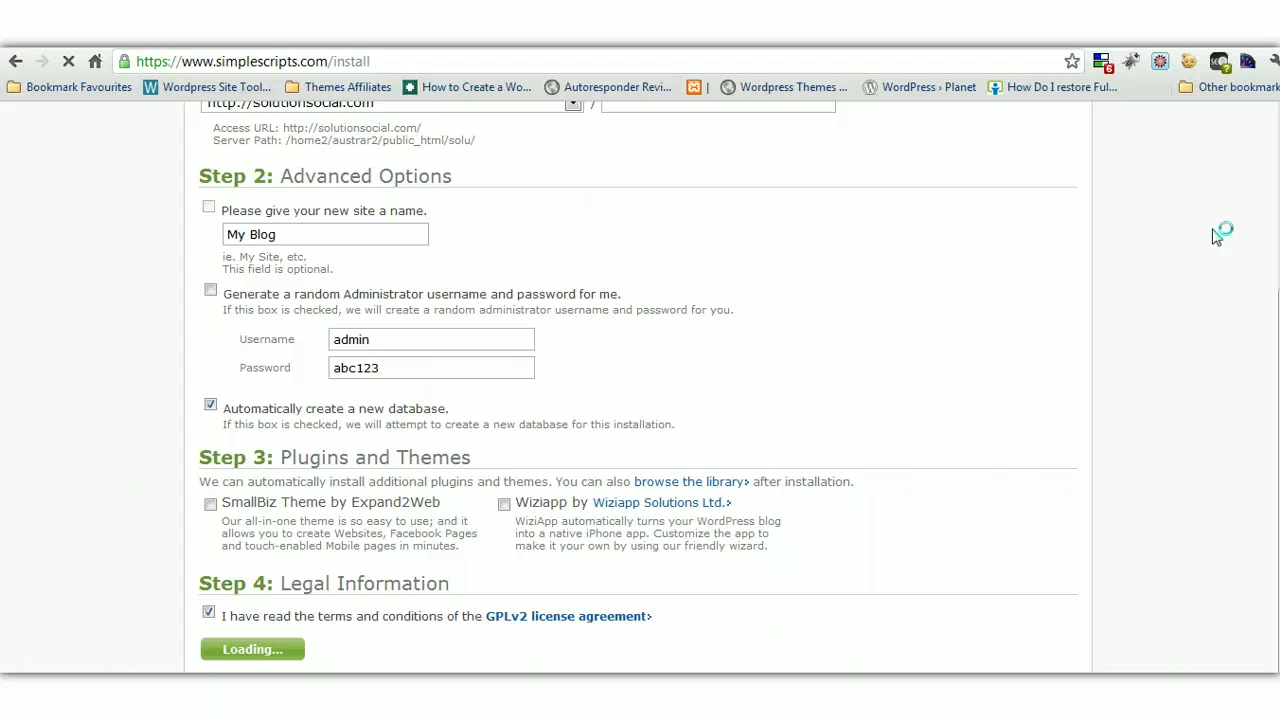 https://www.simplescripts.com/install
6
?
Bookmark Favourites Wordpress Site Tool... Themes Affiliates How to Create a Wo... Autoresponder Revi... Wordpress Themes ... WordPress › Planet How Do I restore Ful... Other bookmark
http://solutionsocial.com /
Access URL: http://solutionsocial.com/
Server Path: /home2/austrar2/public_html/solu/
Step 2: Advanced Options
Please give your new site a name.
My Blog
ie. My Site, etc.
This field is optional.
Generate a random Administrator username and password for me.
If this box is checked, we will create a random administrator username and password for you.
Username admin
Password abc123
Automatically create a new database.
If this box is checked, we will attempt to create a new database for this installation.
Step 3: Plugins and Themes
We can automatically install additional plugins and themes. You can also browse the library› after installation.
SmallBiz Theme by Expand2Web
Our all-in-one theme is so easy to use; and it
allows you to create Websites, Facebook Pages
and touch-enabled Mobile pages in minutes.
Wiziapp by Wiziapp Solutions Ltd.›
WiziApp automatically turns your WordPress blog
into a native iPhone app. Customize the app to
make it your own by using our friendly wizard.
Step 4: Legal Information
I have read the terms and conditions of the GPLv2 license agreement›
Loading...